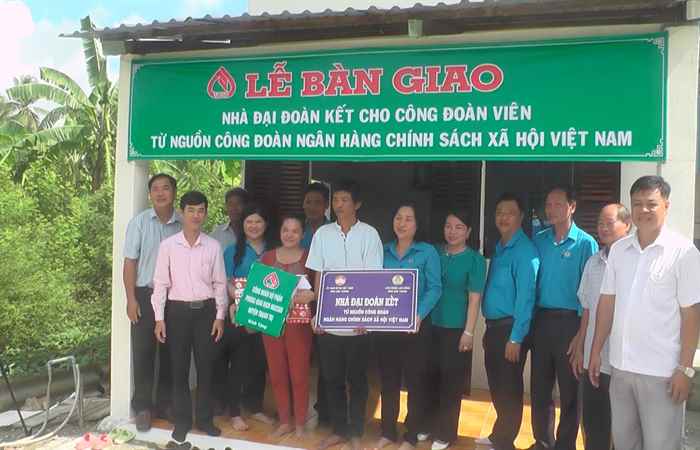 LỄ BÀN GIAO
NHÀ ĐẠI ĐOÀN KẾT CHO CÔNG ĐOÀN VIÊN
TỪ NGUỒN CÔNG ĐOÀN NGÂN HÀNG CHÍNH SÁCH XÃ HỘI VIỆT NAM
NHÀ ĐẠI ĐOÀN KẾT
TỪ NGUỒN CÔNG ĐOÀN
NGÂN HÀNG CHÍNH SÁCH XÃ HỘI VIỆT NAM